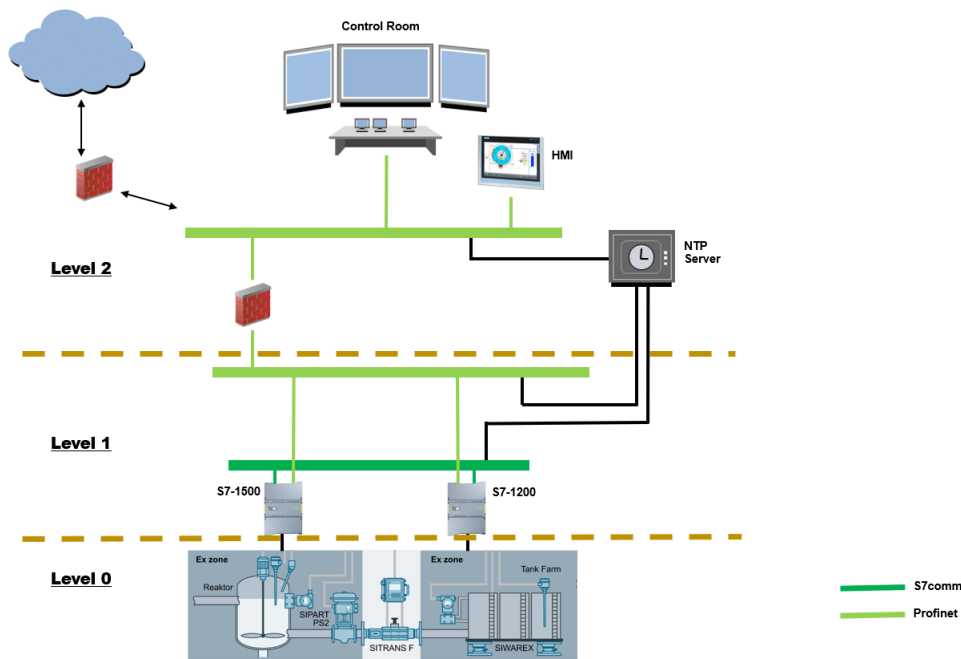 Control Room
HMI
NTP
Server
Level 2
Level 1
S7-1500
S7-1200
Ex zone
Ex zone
Level 0
Reaktor
Tank Farm
SIPART
PS2
SITRANS F
SIWAREX
S7comm
Profinet